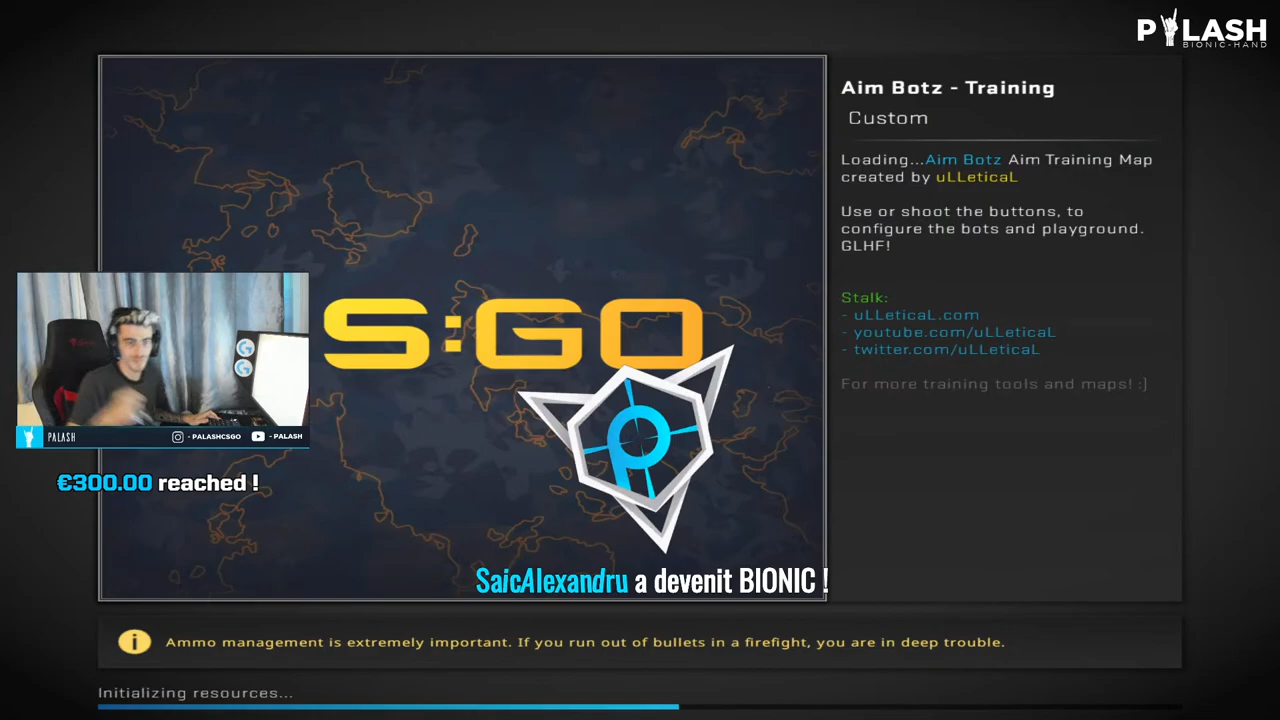 P LASH
BIONIC-HAND
Aim Botz - Training
Custom
Loading...Aim Botz Aim Training Map
created by uLLeticaL
Use or shoot the buttons, to
configure the bots and playground.
GLHF!
Stalk:
- uLLeticaL.com
- youtube.com/uLLeticaL
- twitter.com/uLLeticaL
For more training tools and maps! :]
S:GO
PALASH
- PALASHCSGO
- PALASH
€300.00 reached !
SaicAlexandru a devenit BIONIC !
Ammo management is extremely important. If you run out of bullets in a firefight, you are in deep trouble.
Initializing resources...